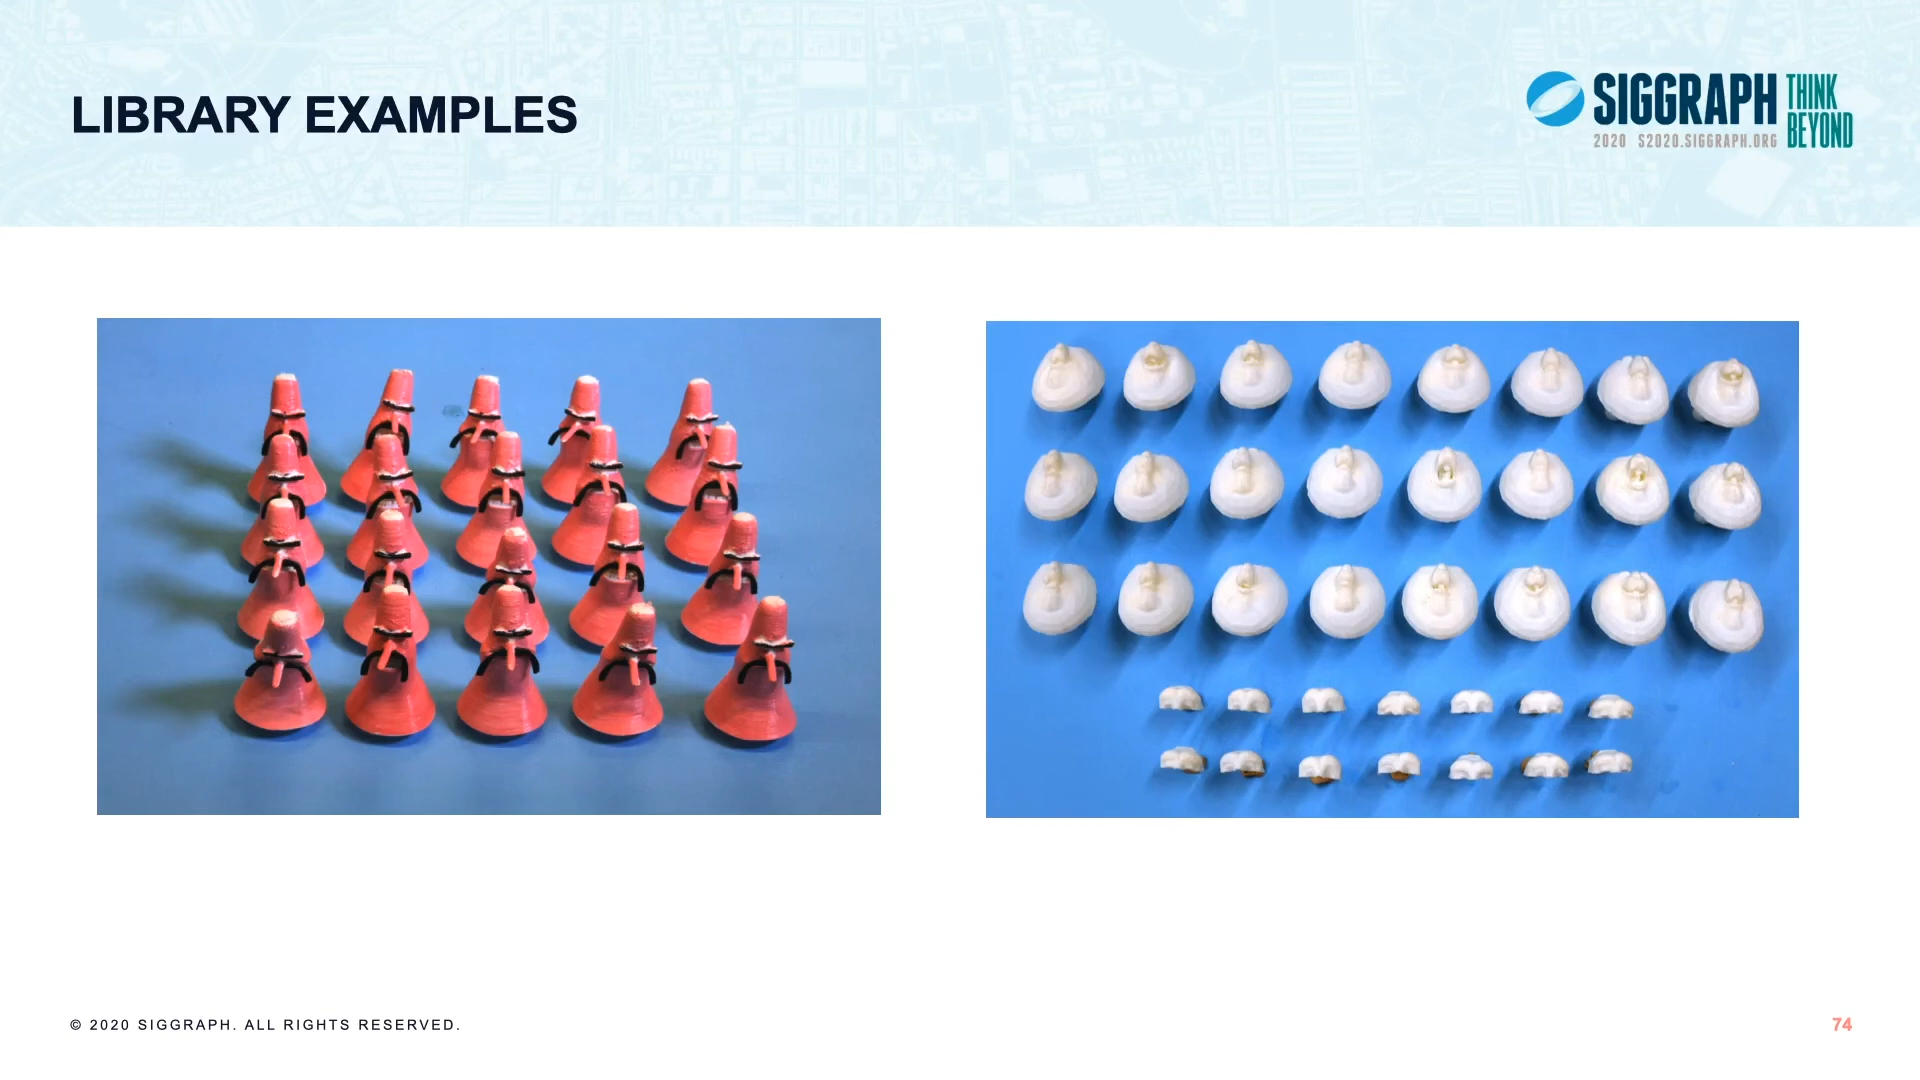 LIBRARY EXAMPLES
SIGGRAPH THINK BEYOND
2020 S2020.SIGGRAPH.ORG
© 2020 SIGGRAPH. ALL RIGHTS RESERVED.
74